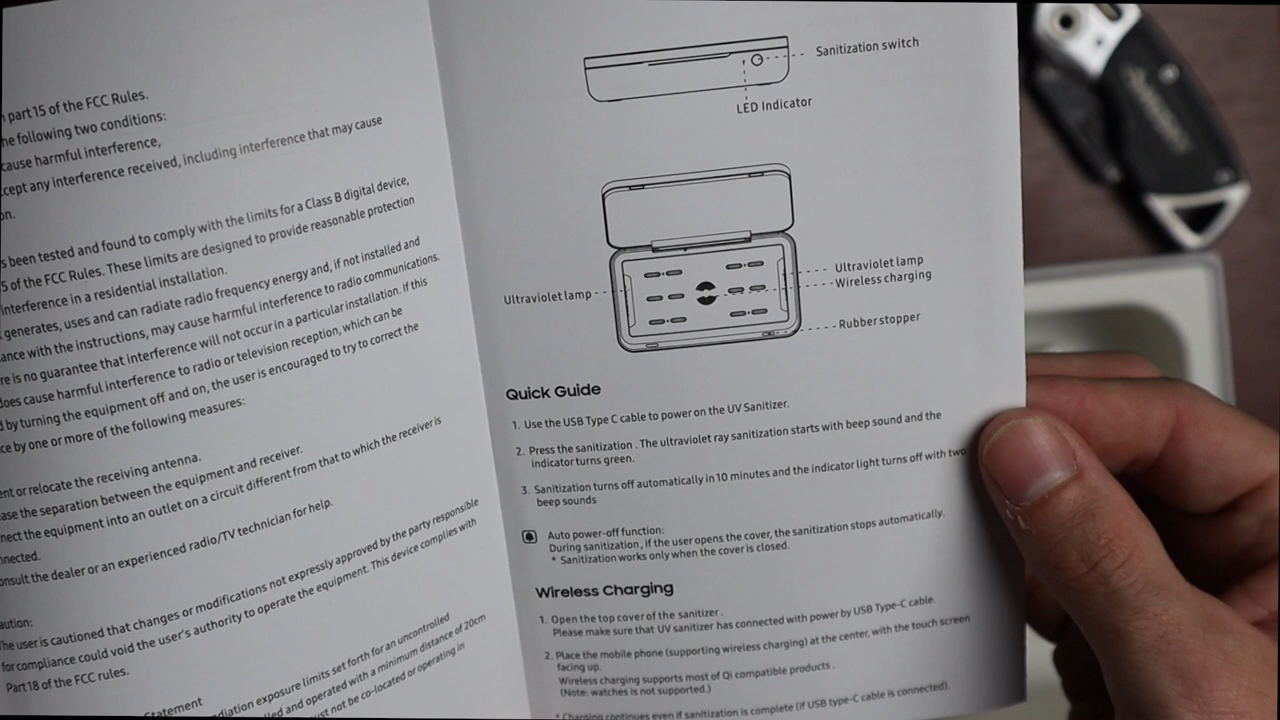 part 15 of the FCC Rules.
he following two conditions:
cause harmful interference,
cept any interference received, including interference that may cause
on.
s been tested and found to comply with the limits for a Class B digital device,
5 of the FCC Rules. These limits are designed to provide reasonable protection
interference in a residential installation.
generates, uses and can radiate radio frequency energy and, if not installed and
ance with the instructions, may cause harmful interference to radio communications.
re is no guarantee that interference will not occur in a particular installation. If this
does cause harmful interference to radio or television reception, which can be
d by turning the equipment off and on, the user is encouraged to try to correct the
ce by one or more of the following measures:
ent or relocate the receiving antenna.
ase the separation between the equipment and receiver.
nect the equipment into an outlet on a circuit different from that to which the receiver is
nnected.
onsult the dealer or an experienced radio/TV technician for help.
aution:
The user is cautioned that changes or modifications not expressly approved by the party responsible
for compliance could void the user's authority to operate the equipment. This device complies with
Part 18 of the FCC rules.
Statement
diation exposure limits set forth for an uncontrolled
lled and operated with a minimum distance of 20cm
ust not be co-located or operating in
Sanitization switch
LED Indicator
Ultraviolet lamp
Ultraviolet lamp
Wireless charging
Rubber stopper
Quick Guide
1. Use the USB Type C cable to power on the UV Sanitizer.
2. Press the sanitization . The ultraviolet ray sanitization starts with beep sound and the
indicator turns green.
3. Sanitization turns off automatically in 10 minutes and the indicator light turns off with two
beep sounds
Auto power-off function:
During sanitization, if the user opens the cover, the sanitization stops automatically.
* Sanitization works only when the cover is closed.
Wireless Charging
1. Open the top cover of the sanitizer .
Please make sure that UV sanitizer has connected with power by USB Type-C cable.
2. Place the mobile phone (supporting wireless charging) at the center, with the touch screen
facing up.
Wireless charging supports most of Qi compatible products .
(Note: watches is not supported.)
* Charging continues even if sanitization is complete (if USB type-C cable is connected).